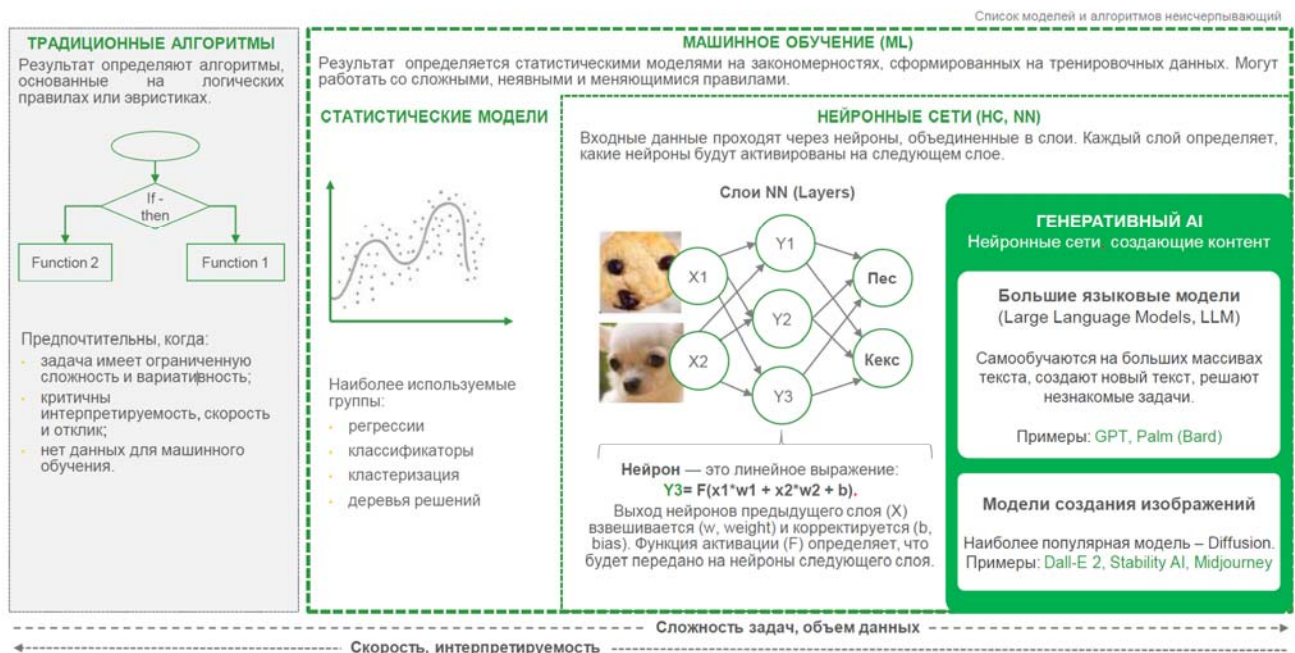 Список моделей и алгоритмов неисчерпывающий
ТРАДИЦИОННЫЕ АЛГОРИТМЫ
Результат определяют алгоритмы,
основанные на логических
правилах или эвристиках.
If -
then
Function 2
Function 1
Предпочтительны, когда:
задача имеет ограниченную
сложность и вариативность;
критичны
интерпретируемость, скорость
и отклик;
нет данных для машинного
обучения.
МАШИННОЕ ОБУЧЕНИЕ (ML)
Результат определяется статистическими моделями на закономерностях, сформированных на тренировочных данных. Могут
работать со сложными, неявными и меняющимися правилами.
СТАТИСТИЧЕСКИЕ МОДЕЛИ
Наиболее используемые
группы:
регрессии
классификаторы
кластеризация
деревья решений
НЕЙРОННЫЕ СЕТИ (НС, NN)
Входные данные проходят через нейроны, объединенные в слои. Каждый слой определяет,
какие нейроны будут активированы на следующем слое.
Слои NN (Layers)
X1
X2
Y1
Y2
Y3
Пес
Кекс
Нейрон — это линейное выражение:
Y3= F(x1*w1 + x2*w2 + b).
Выход нейронов предыдущего слоя (X)
взвешивается (w, weight) и корректируется (b,
bias). Функция активации (F) определяет, что
будет передано на нейроны следующего слоя.
ГЕНЕРАТИВНЫЙ AI
Нейронные сети создающие контент
Большие языковые модели
(Large Language Models, LLM)
Самообучаются на больших массивах
текста, создают новый текст, решают
незнакомые задачи.
Примеры: GPT, Palm (Bard)
Модели создания изображений
Наиболее популярная модель – Diffusion.
Примеры: Dall-E 2, Stability AI, Midjourney
Сложность задач, объем данных
Скорость, интерпретируемость